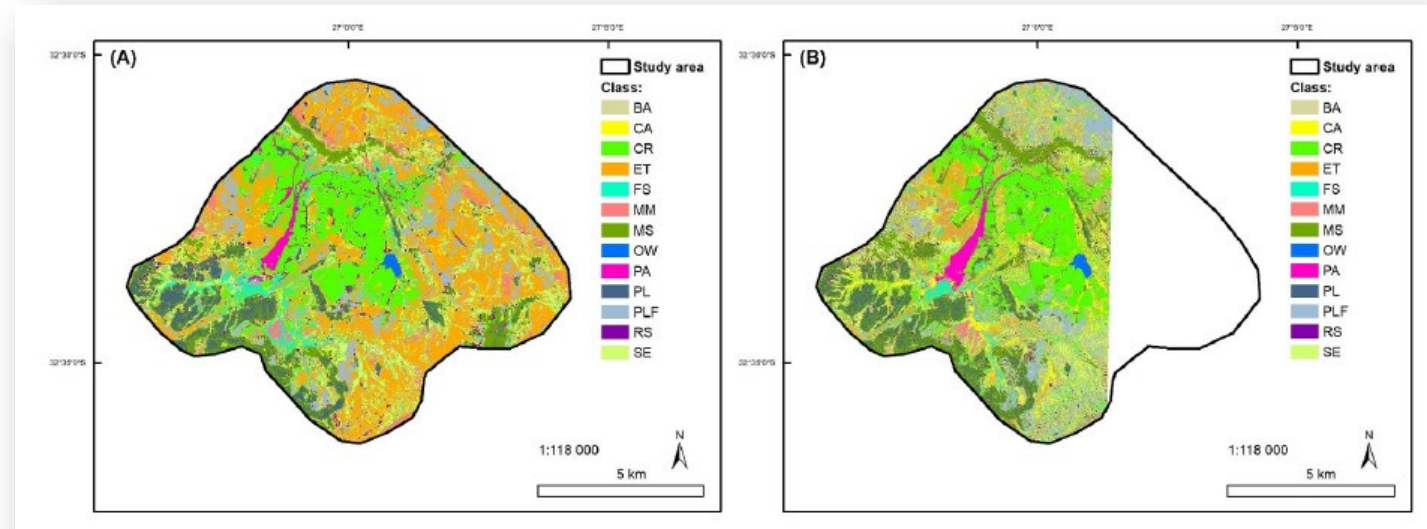 27°0'0"E
27°5'0"E
32°30'0"S
32°35'0"S
(A)
Study area
Class:
BA
CA
CR
ET
FS
MM
MS
OW
PA
PL
PLF
RS
SE
1:118 000
N
5 km
27°0'0"E
27°5'0"E
32°30'0"S
32°35'0"S
(B)
Study area
Class:
BA
CA
CR
ET
FS
MM
MS
OW
PA
PL
PLF
RS
SE
1:118 000
N
5 km